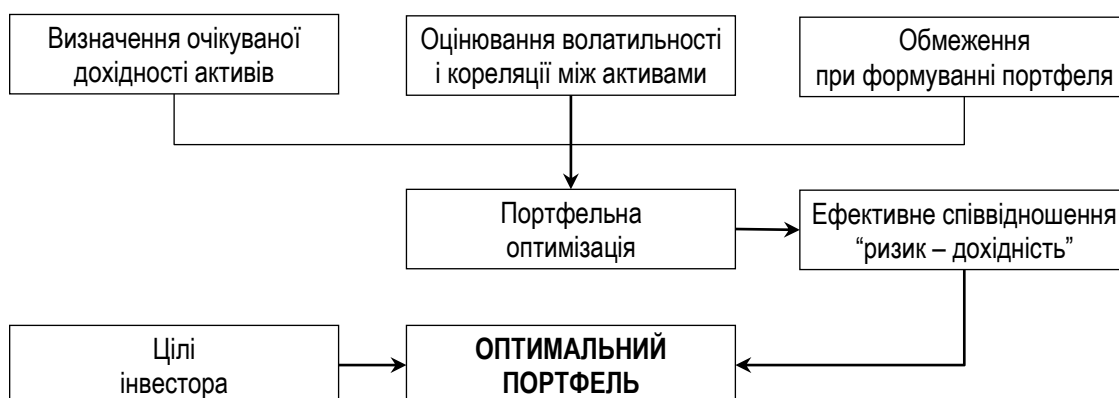 Визначення очікуваної
дохідності активів
Оцінювання волатильності
і кореляції між активами
Обмеження
при формуванні портфеля
Портфельна
оптимізація
Ефективне співвідношення
“ризик – дохідність”
Цілі
інвестора
ОПТИМАЛЬНИЙ
ПОРТФЕЛЬ